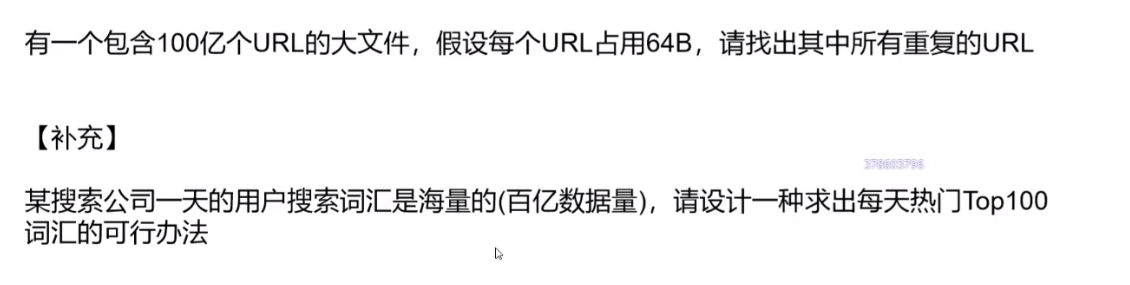 有一个包含100亿个URL的大文件，假设每个URL占用64B，请找出其中所有重复的URL
【补充】
378603796
某搜索公司一天的用户搜索词汇是海量的(百亿数据量)，请设计一种求出每天热门Top100
词汇的可行办法